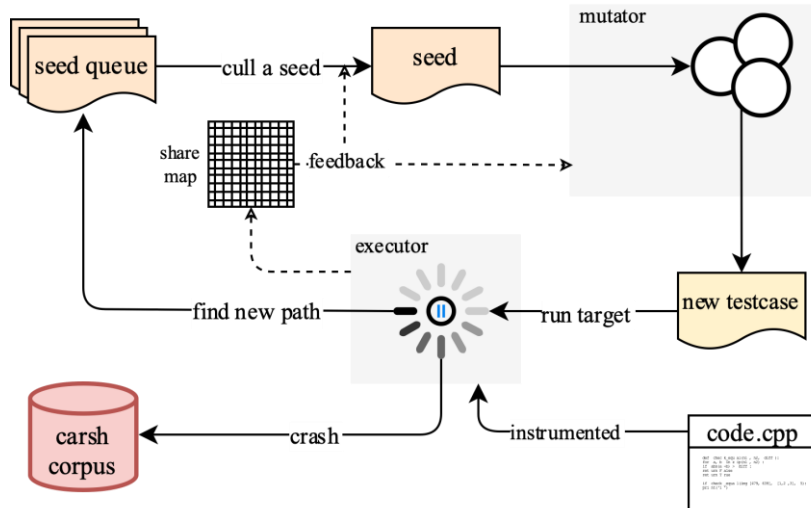 mutator
seed queue
cull a seed
seed
share
map
feedback
executor
find new path
run target
new testcase
carsh
corpus
crash
instrumented
code.cpp